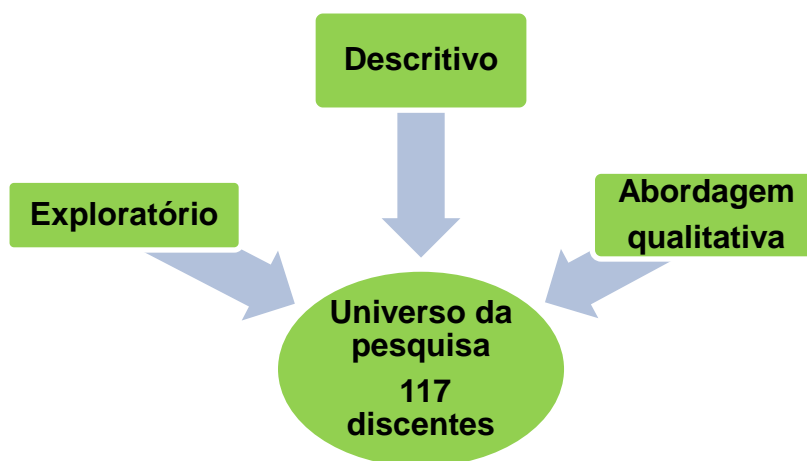 Descritivo
Exploratório
Abordagem
qualitativa
Universo da
pesquisa
117
discentes